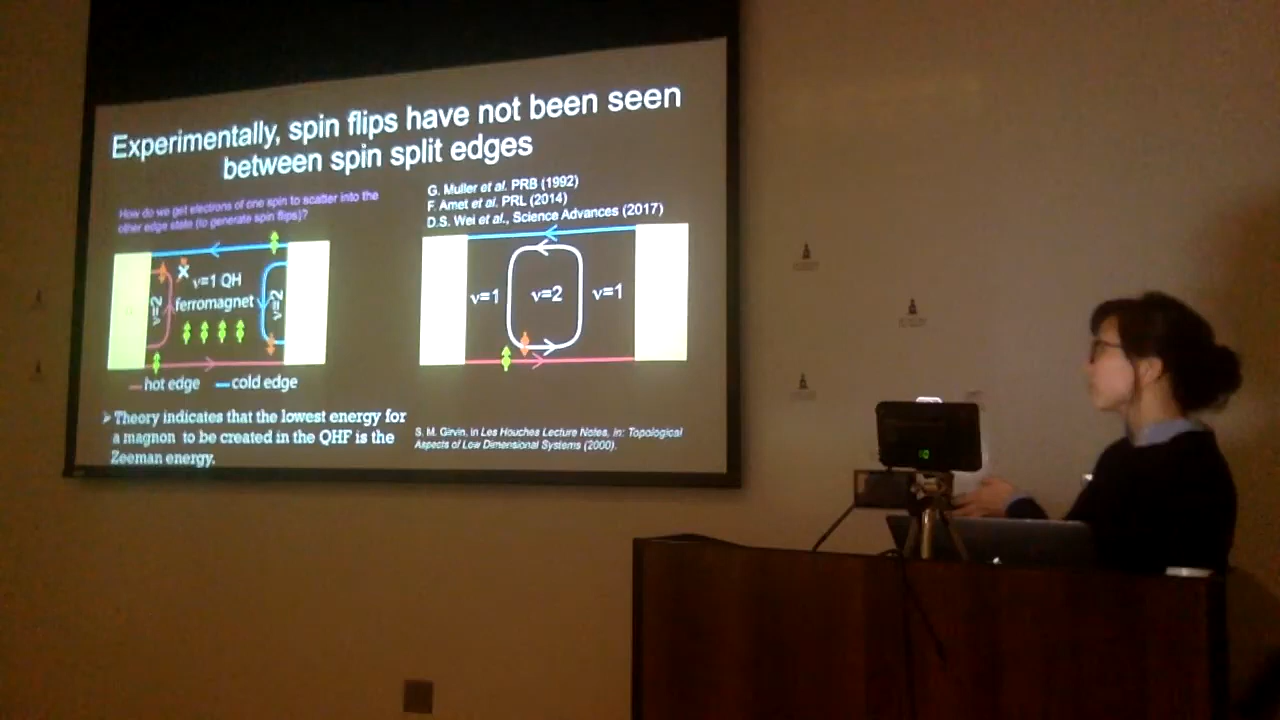 Experimentally, spin flips have not been seen
between spin split edges
How do we get electrons of one spin to scatter into the
other edge state (to generate spin flips)?
G. Muller et al. PRB (1992)
F. Amet et al. PRL (2014)
D.S. Wei et al., Science Advances (2017)
ν=2
ν=1 QH
ferromagnet
ν=2
hot edge
cold edge
ν=1
ν=2
ν=1
➤ Theory indicates that the lowest energy for
a magnon to be created in the QHF is the
Zeeman energy.
S. M. Girvin, in Les Houches Lecture Notes, In: Topological
Aspects of Low Dimensional Systems (2000).